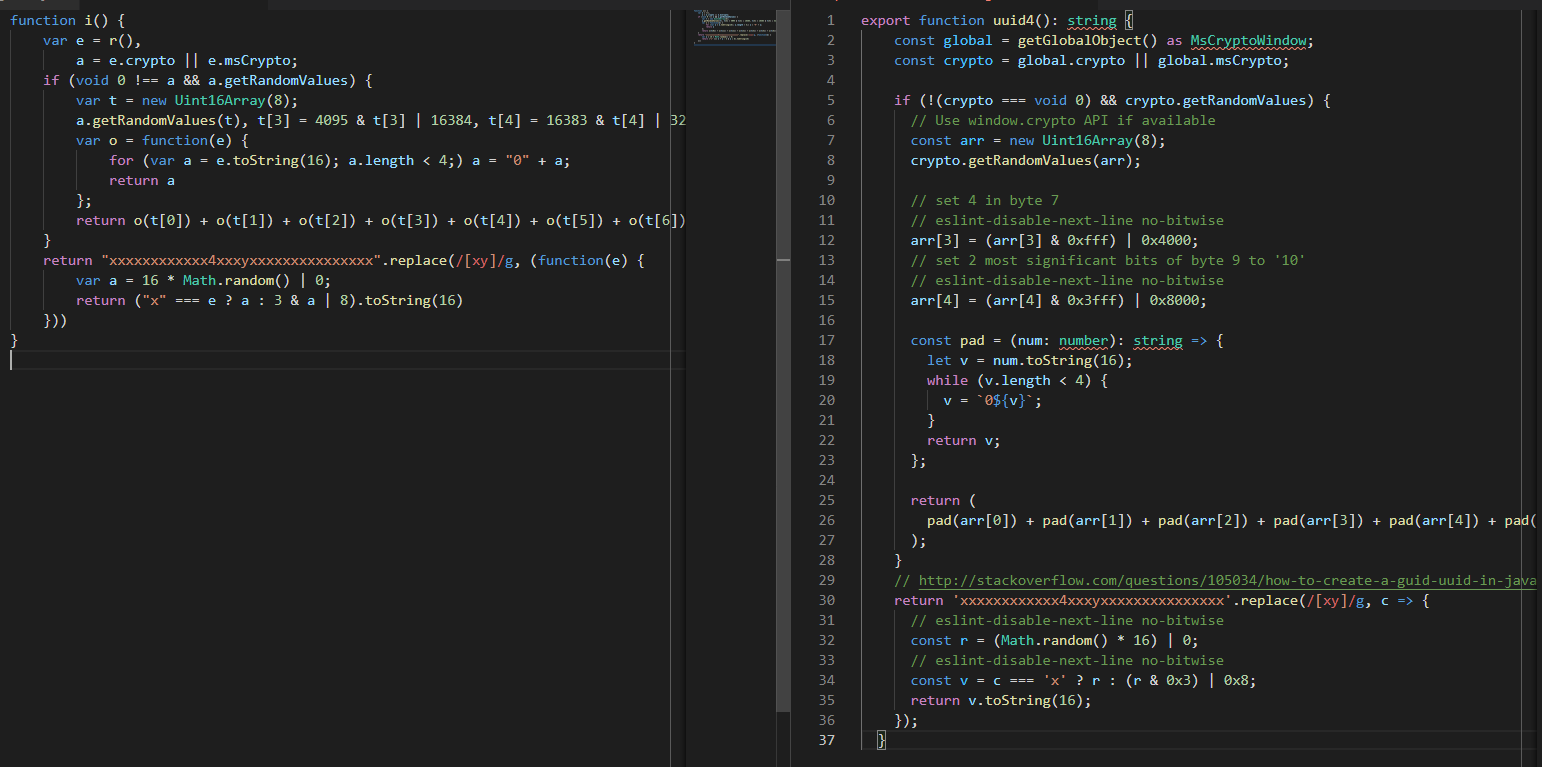 function i() {
var e = r(),
a = e.crypto || e.msCrypto;
if (void 0 !== a && a.getRandomValues) {
var t = new Uint16Array(8);
a.getRandomValues(t), t[3] = 4095 & t[3] | 16384, t[4] = 16383 & t[4] | 32
var o = function(e) {
for (var a = e.toString(16); a.length < 4;) a = "0" + a;
return a
};
return o(t[0]) + o(t[1]) + o(t[2]) + o(t[3]) + o(t[4]) + o(t[5]) + o(t[6])
}
return "xxxxxxxxxxxx4xxxyxxxxxxxxxxxxxxx".replace(/[xy]/g, (function(e) {
var a = 16 * Math.random() | 0;
return ("x" === e ? a : 3 & a | 8).toString(16)
}))
}
1 export function uuid4(): string {
2 const global = getGlobalObject() as MsCryptoWindow;
3 const crypto = global.crypto || global.msCrypto;
4
5 if (!(crypto === void 0) && crypto.getRandomValues) {
6 // Use window.crypto API if available
7 const arr = new Uint16Array(8);
8 crypto.getRandomValues(arr);
9
10 // set 4 in byte 7
11 // eslint-disable-next-line no-bitwise
12 arr[3] = (arr[3] & 0xfff) | 0x4000;
13 // set 2 most significant bits of byte 9 to '10'
14 // eslint-disable-next-line no-bitwise
15 arr[4] = (arr[4] & 0x3fff) | 0x8000;
16
17 const pad = (num: number): string => {
18 let v = num.toString(16);
19 while (v.length < 4) {
20 v = `0${v}`;
21 }
22 return v;
23 };
24
25 return (
26 pad(arr[0]) + pad(arr[1]) + pad(arr[2]) + pad(arr[3]) + pad(arr[4]) + pad(
27 );
28 }
29 // http://stackoverflow.com/questions/105034/how-to-create-a-guid-uuid-in-java
30 return 'xxxxxxxxxxxx4xxxyxxxxxxxxxxxxxxx'.replace(/[xy]/g, c => {
31 // eslint-disable-next-line no-bitwise
32 const r = (Math.random() * 16) | 0;
33 // eslint-disable-next-line no-bitwise
34 const v = c === 'x' ? r : (r & 0x3) | 0x8;
35 return v.toString(16);
36 });
37 }